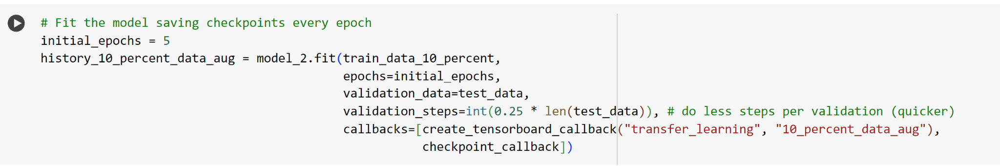 # Fit the model saving checkpoints every epoch
initial_epochs = 5
history_10_percent_data_aug = model_2.fit(train_data_10_percent,
epochs=initial_epochs,
validation_data=test_data,
validation_steps=int(0.25 * len(test_data)), # do less steps per validation (quicker)
callbacks=[create_tensorboard_callback("transfer_learning", "10_percent_data_aug"),
checkpoint_callback])